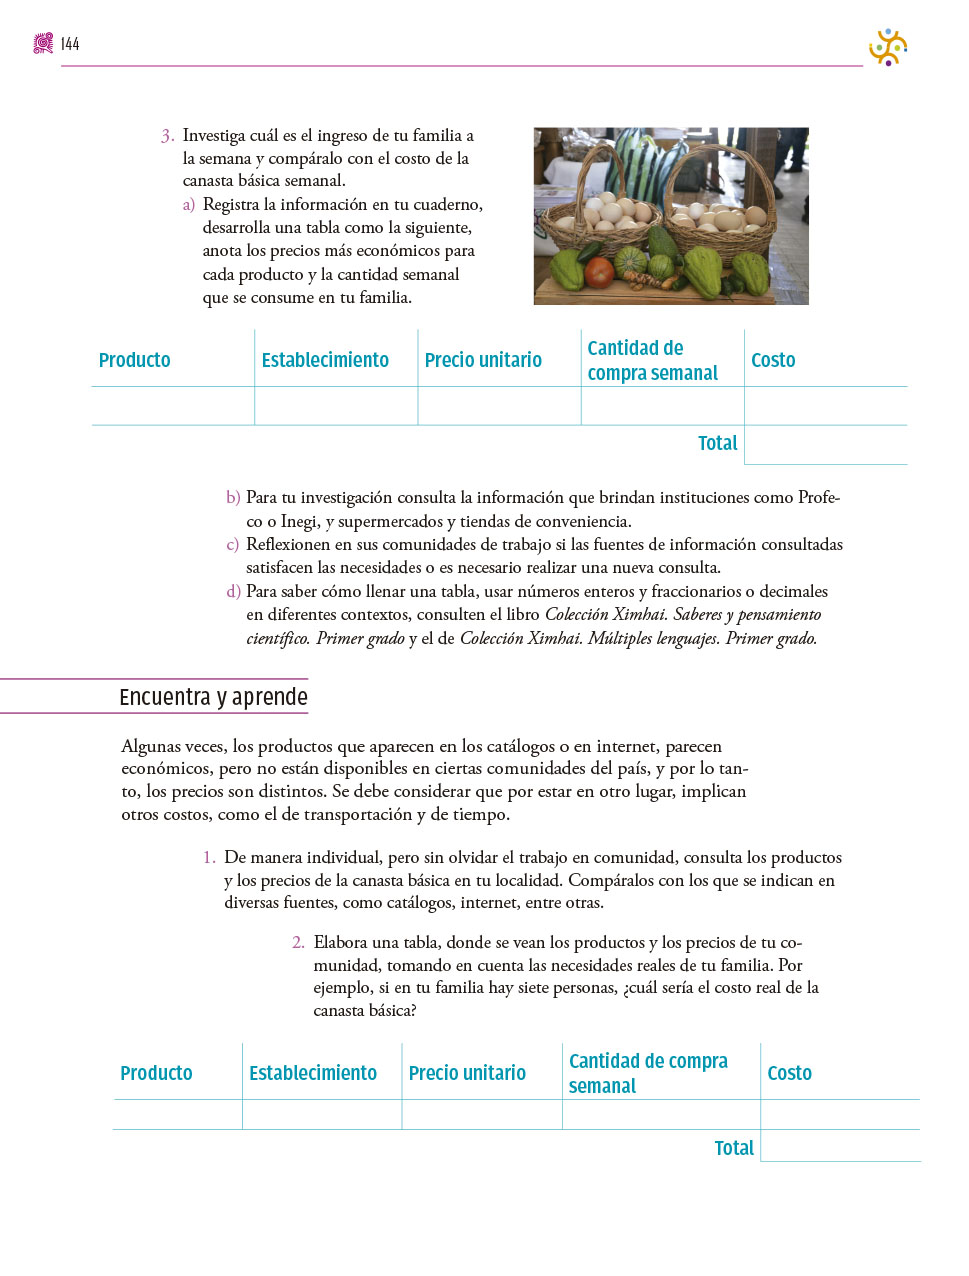 144
3. Investiga cuál es el ingreso de tu familia a
la semana y compáralo con el costo de la
canasta básica semanal.
a) Registra la información en tu cuaderno,
desarrolla una tabla como la siguiente,
anota los precios más económicos para
cada producto y la cantidad semanal
que se consume en tu familia.
Producto Establecimiento Precio unitario Cantidad de compra semanal Costo
Total
b) Para tu investigación consulta la información que brindan instituciones como Profe-
co o Inegi, y supermercados y tiendas de conveniencia.
c) Reflexionen en sus comunidades de trabajo si las fuentes de información consultadas
satisfacen las necesidades o es necesario realizar una nueva consulta.
d) Para saber cómo llenar una tabla, usar números enteros y fraccionarios o decimales
en diferentes contextos, consulten el libro Colección Ximhai. Saberes y pensamiento
científico. Primer grado y el de Colección Ximhai. Múltiples lenguajes. Primer grado.
Encuentra y aprende
Algunas veces, los productos que aparecen en los catálogos o en internet, parecen
económicos, pero no están disponibles en ciertas comunidades del país, y por lo tan-
to, los precios son distintos. Se debe considerar que por estar en otro lugar, implican
otros costos, como el de transportación y de tiempo.
1. De manera individual, pero sin olvidar el trabajo en comunidad, consulta los productos
y los precios de la canasta básica en tu localidad. Compáralos con los que se indican en
diversas fuentes, como catálogos, internet, entre otras.
2. Elabora una tabla, donde se vean los productos y los precios de tu co-
munidad, tomando en cuenta las necesidades reales de tu familia. Por
ejemplo, si en tu familia hay siete personas, ¿cuál sería el costo real de la
canasta básica?
Producto Establecimiento Precio unitario Cantidad de compra semanal Costo
Total